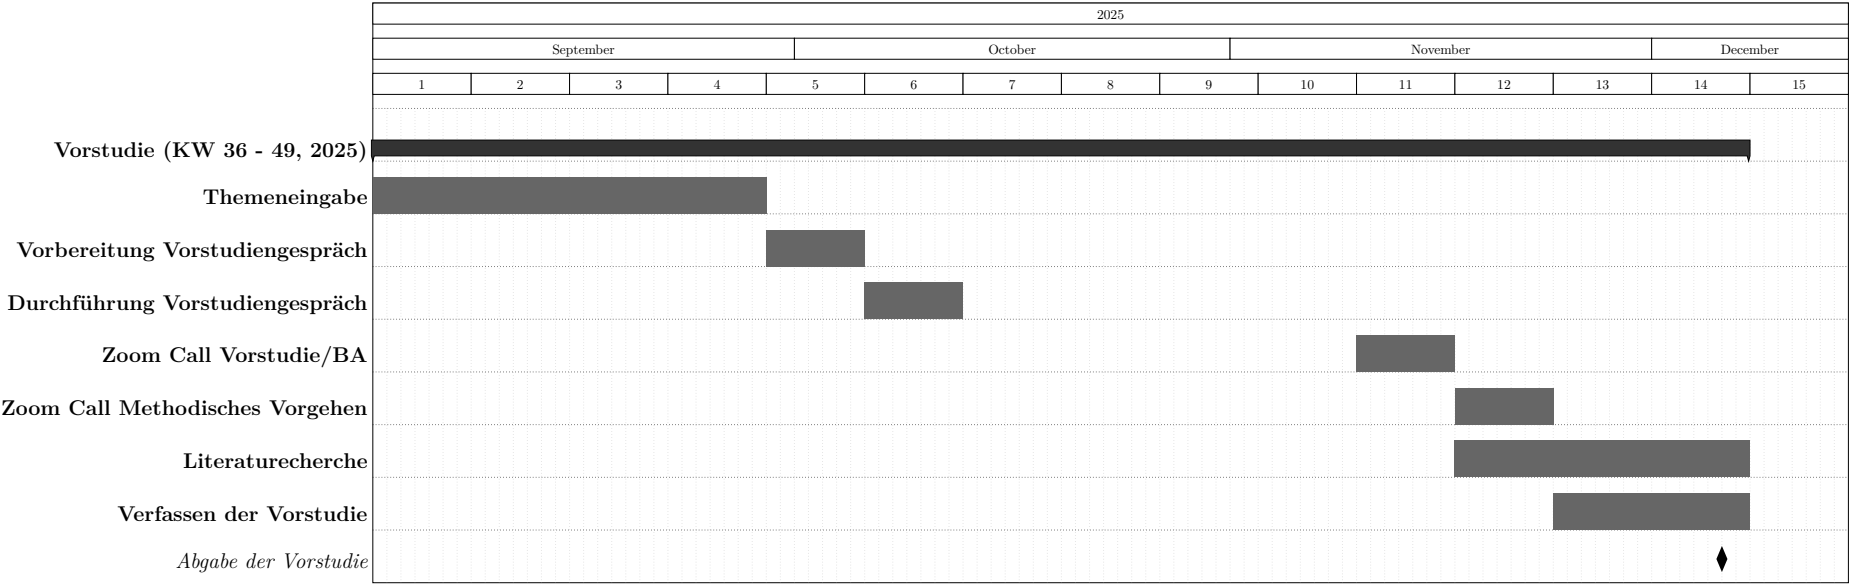 2025
September October November December
1 2 3 4 5 6 7 8 9 10 11 12 13 14 15
Vorstudie (KW 36 - 49, 2025)
Themeneingabe
Vorbereitung Vorstudiengespräch
Durchführung Vorstudiengespräch
Zoom Call Vorstudie/BA
Zoom Call Methodisches Vorgehen
Literaturecherche
Verfassen der Vorstudie
Abgabe der Vorstudie